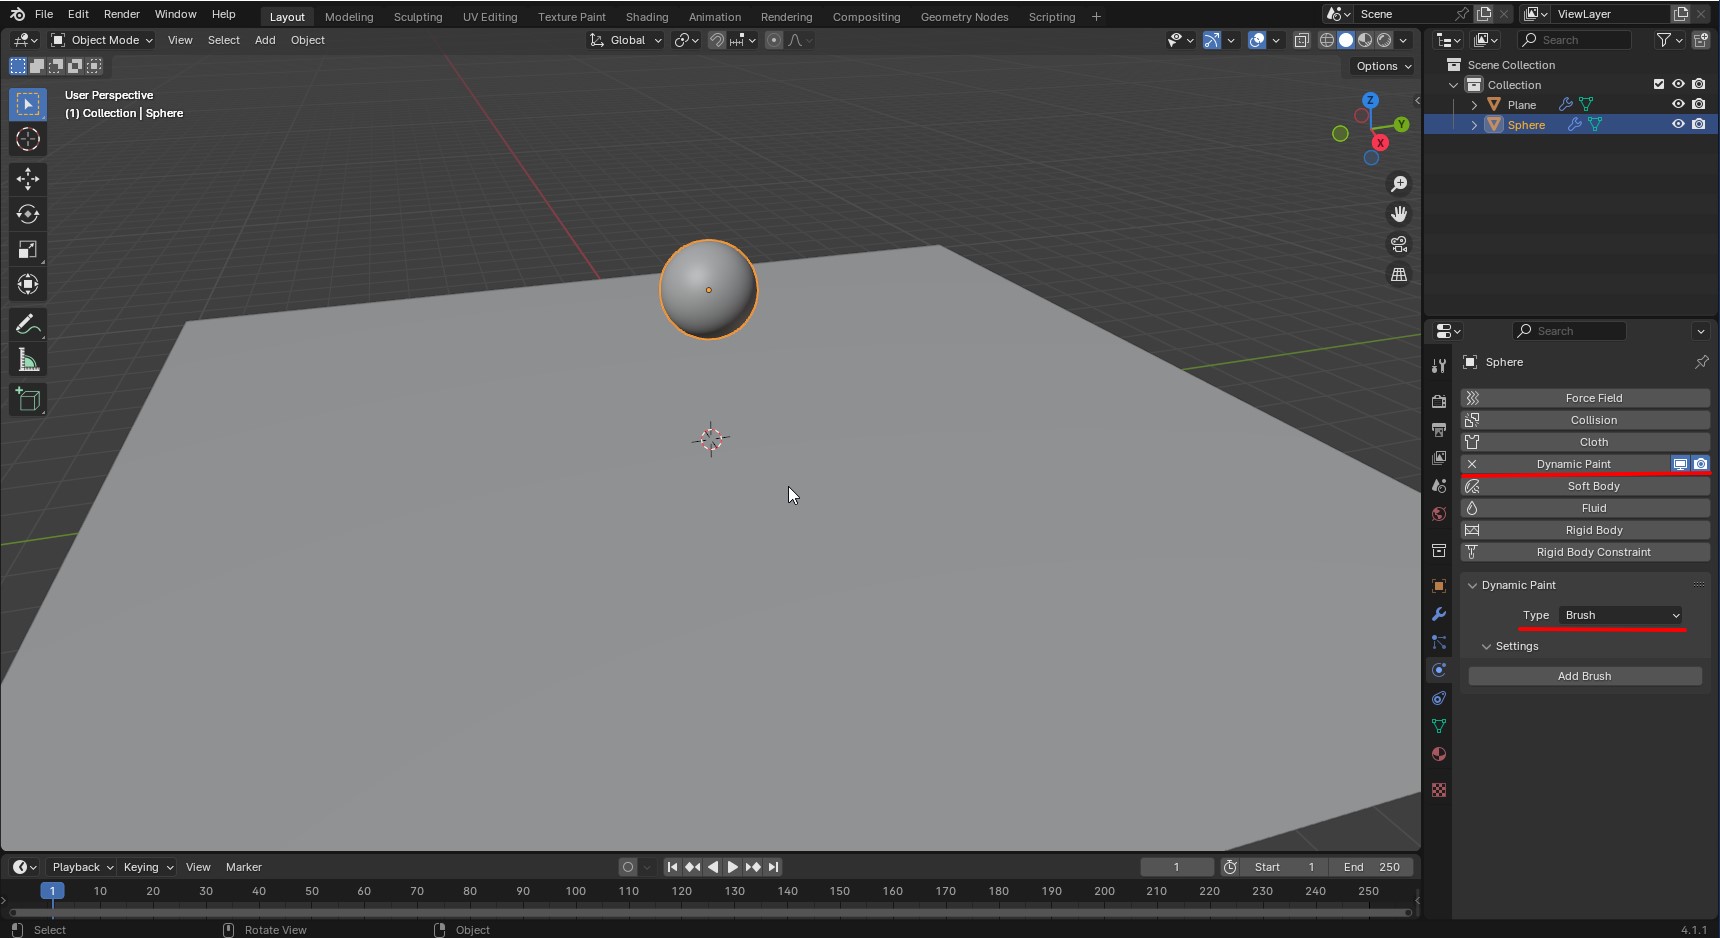 File Edit Render Window Help Layout Modeling Sculpting UV Editing Texture Paint Shading Animation Rendering Compositing Geometry Nodes Scripting + Scene ViewLayer
Object Mode View Select Add Object Global Search
Options
User Perspective
(1) Collection | Sphere
Z
Y
X
Scene Collection
Collection
Plane
Sphere
Search
Sphere
Force Field
Collision
Cloth
Dynamic Paint
Soft Body
Fluid
Rigid Body
Rigid Body Constraint
Dynamic Paint
Type Brush
Settings
Add Brush
Playback Keying View Marker 1 Start 1 End 250
1 10 20 30 40 50 60 70 80 90 100 110 120 130 140 150 160 170 180 190 200 210 220 230 240 250
Select Rotate View Object 4.1.1